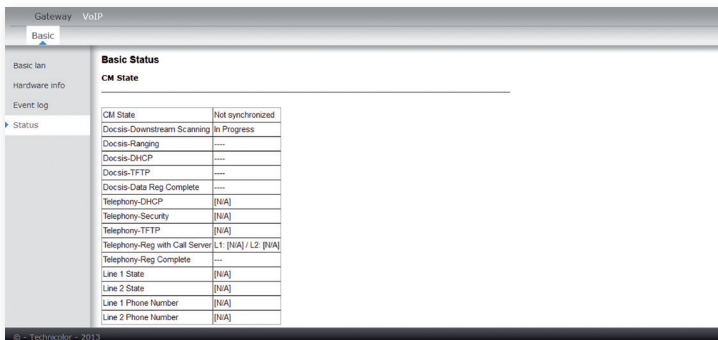 Gateway VoIP
Basic
Basic lan
Hardware info
Event log
Status
Basic Status
CM State
CM State Not synchronized
Docsis-Downstream Scanning In Progress
Docsis-Ranging ----
Docsis-DHCP ----
Docsis-TFTP ----
Docsis-Data Reg Complete ----
Telephony-DHCP [N/A]
Telephony-Security [N/A]
Telephony-TFTP [N/A]
Telephony-Reg with Call Server L1: [N/A] / L2: [N/A]
Telephony-Reg Complete ---
Line 1 State [N/A]
Line 2 State [N/A]
Line 1 Phone Number [N/A]
Line 2 Phone Number [N/A]
© - Technicolor - 2013